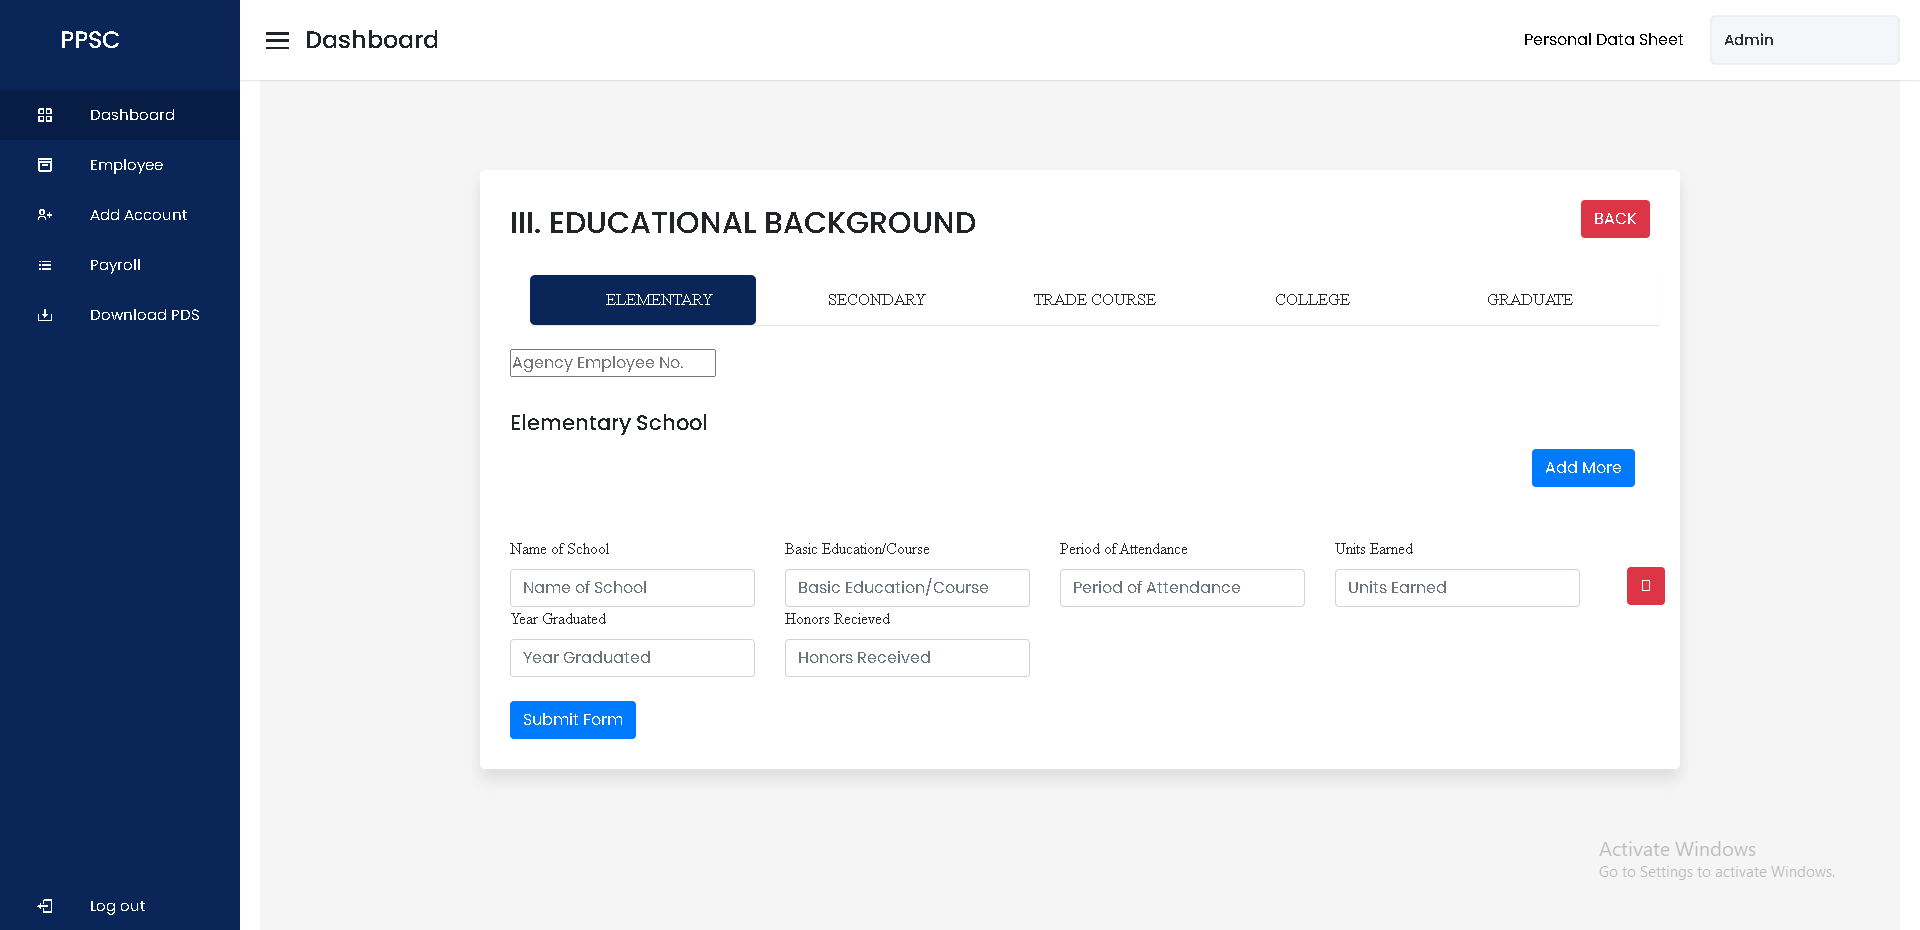 PPSC
Dashboard
Personal Data Sheet
Admin
Dashboard
Employee
Add Account
Payroll
Download PDS
Log out
III. EDUCATIONAL BACKGROUND
BACK
ELEMENTARY
SECONDARY
TRADE COURSE
COLLEGE
GRADUATE
Agency Employee No.
Elementary School
Add More
Name of School
Basic Education/Course
Period of Attendance
Units Earned
Name of School
Basic Education/Course
Period of Attendance
Units Earned
Year Graduated
Honors Recieved
Year Graduated
Honors Received
Submit Form
Activate Windows
Go to Settings to activate Windows.